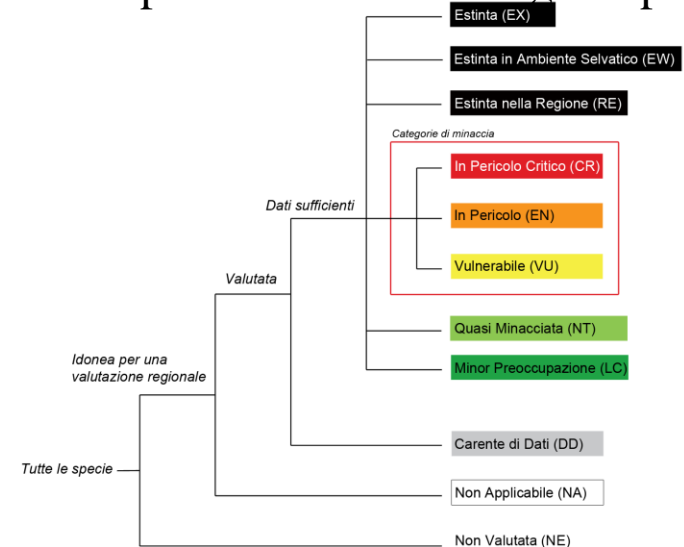 Estinta (EX)
Estinta in Ambiente Selvatico (EW)
Estinta nella Regione (RE)
Categorie di minaccia
In Pericolo Critico (CR)
Dati sufficienti
In Pericolo (EN)
Vulnerabile (VU)
Valutata
Quasi Minacciata (NT)
Idonea per una
valutazione regionale
Minor Preoccupazione (LC)
Carente di Dati (DD)
Tutte le specie
Non Applicabile (NA)
Non Valutata (NE)